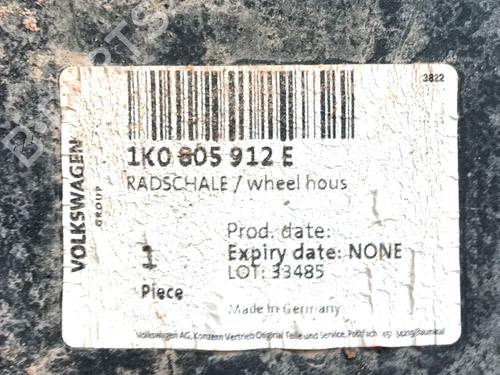 3822
1K0 805 912 E
RADSCHALE / wheel hous
VOLKSWAGEN
GROUP
Prod. date:
1
Expiry date: NONE
LOT: 33485
Piece
Made in Germany
Volkswagen AG, Konzern Vertrieb Original Teile und Service, Postfach